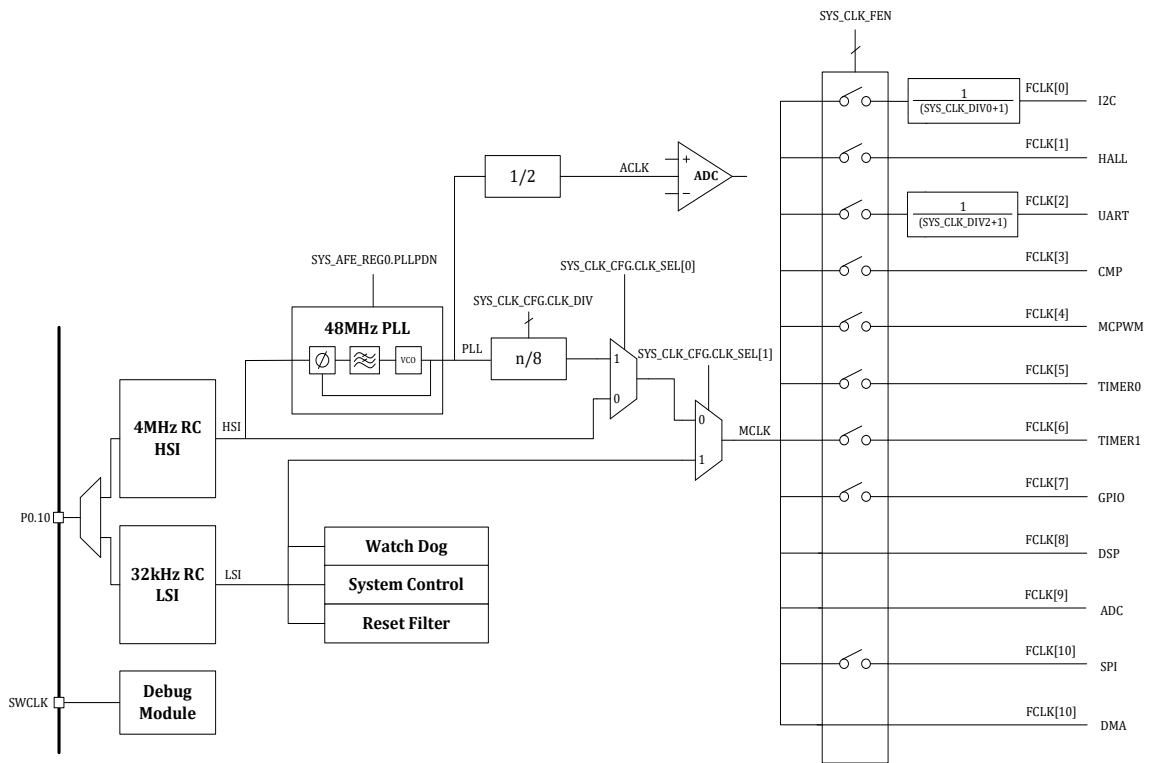 SYS_CLK_FEN
1
(SYS_CLK_DIV0+1)
FCLK[0]
I2C
FCLK[1]
HALL
1
(SYS_CLK_DIV2+1)
FCLK[2]
UART
FCLK[3]
CMP
FCLK[4]
MCPWM
FCLK[5]
TIMER0
FCLK[6]
TIMER1
FCLK[7]
GPIO
FCLK[8]
DSP
FCLK[9]
ADC
FCLK[10]
SPI
FCLK[10]
DMA
1/2
ACLK
+
ADC
−
SYS_AFE_REG0.PLLPDN
SYS_CLK_CFG.CLK_SEL[0]
SYS_CLK_CFG.CLK_DIV
48MHz PLL
Ø
VCO
PLL
n/8
1
0
SYS_CLK_CFG.CLK_SEL[1]
0
1
MCLK
4MHz RC
HSI
HSI
P0.10
32kHz RC
LSI
LSI
Watch Dog
System Control
Reset Filter
SWCLK
Debug
Module